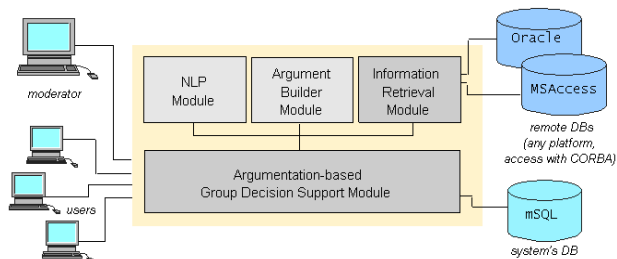 moderator
users
NLP
Module
Argument
Builder
Module
Information
Retrieval
Module
Argumentation-based
Group Decision Support Module
Oracle
MSAccess
remote DBs
(any platform,
access with CORBA)
mSQL
system's DB